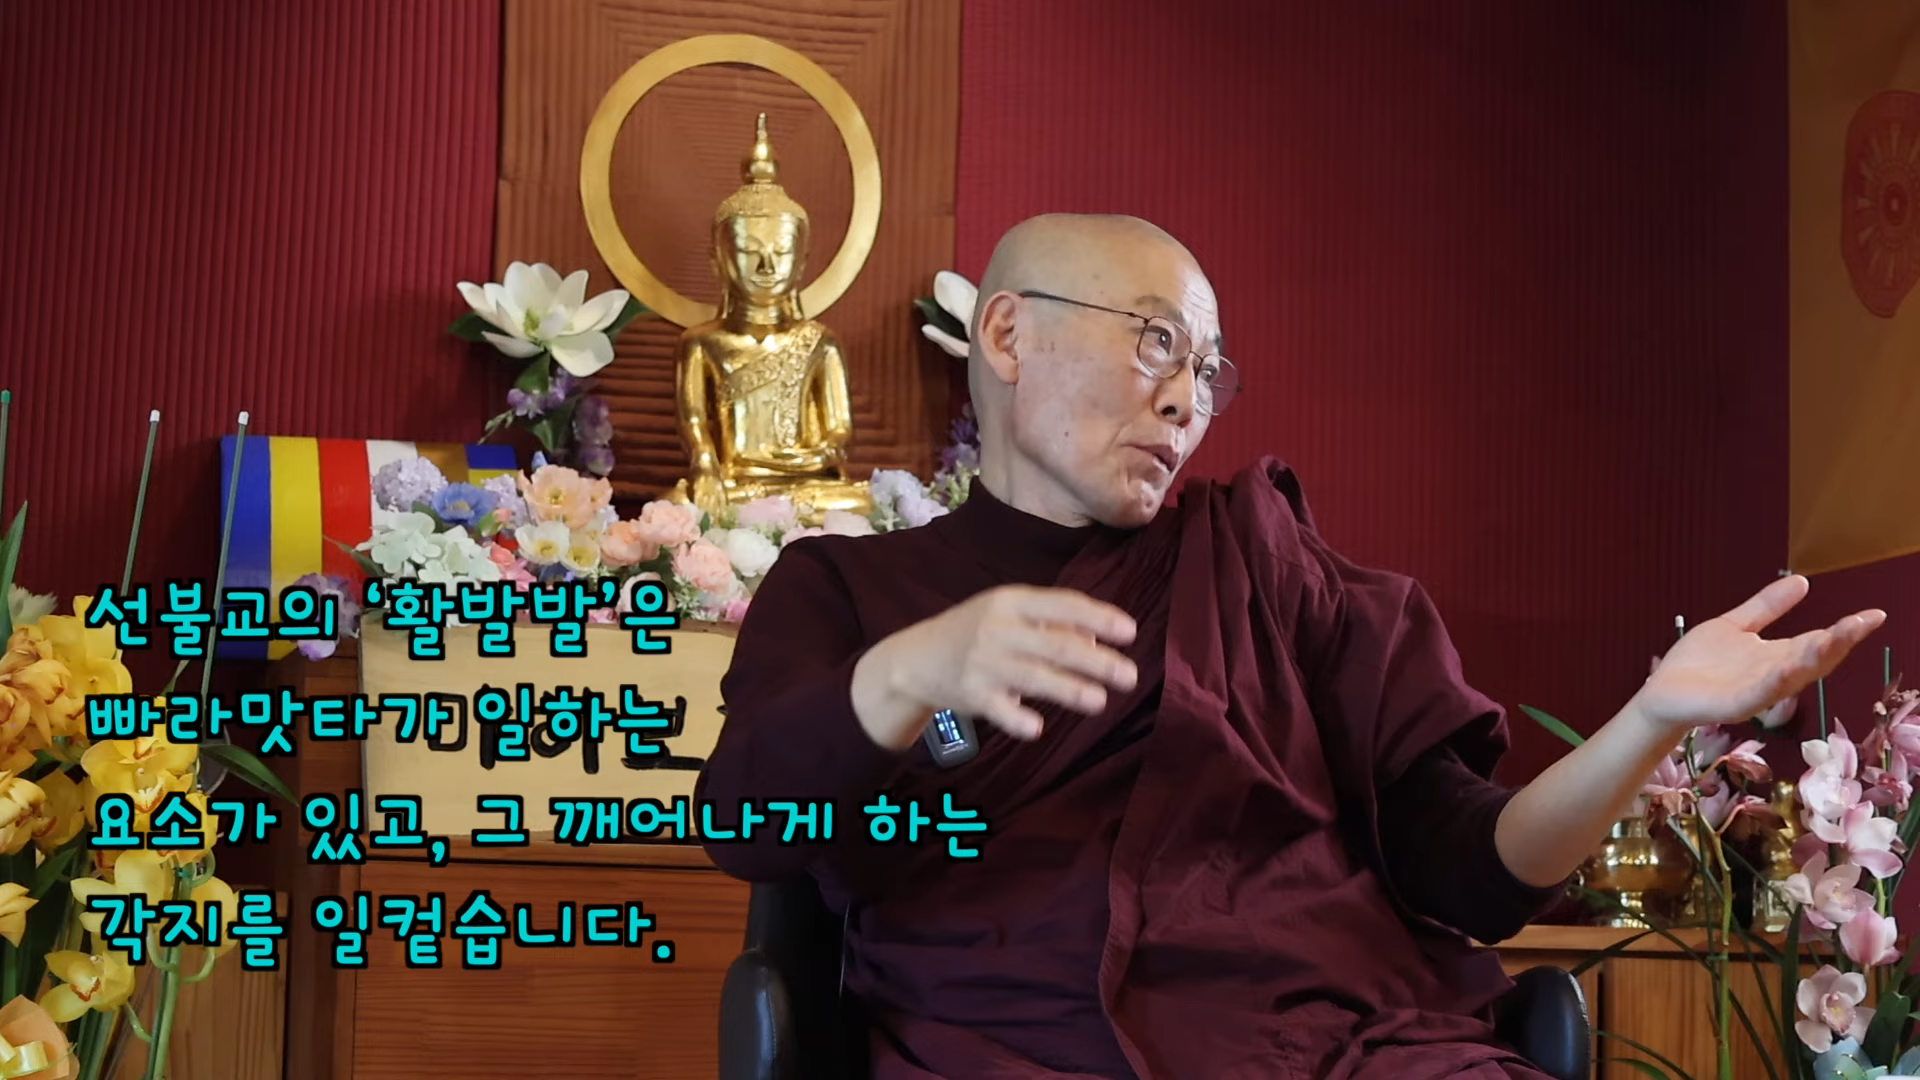 선불교의 ‘활발발’은
빠라맛타가 일하는
요소가 있고, 그 깨어나게 하는
각지를 일컫습니다.